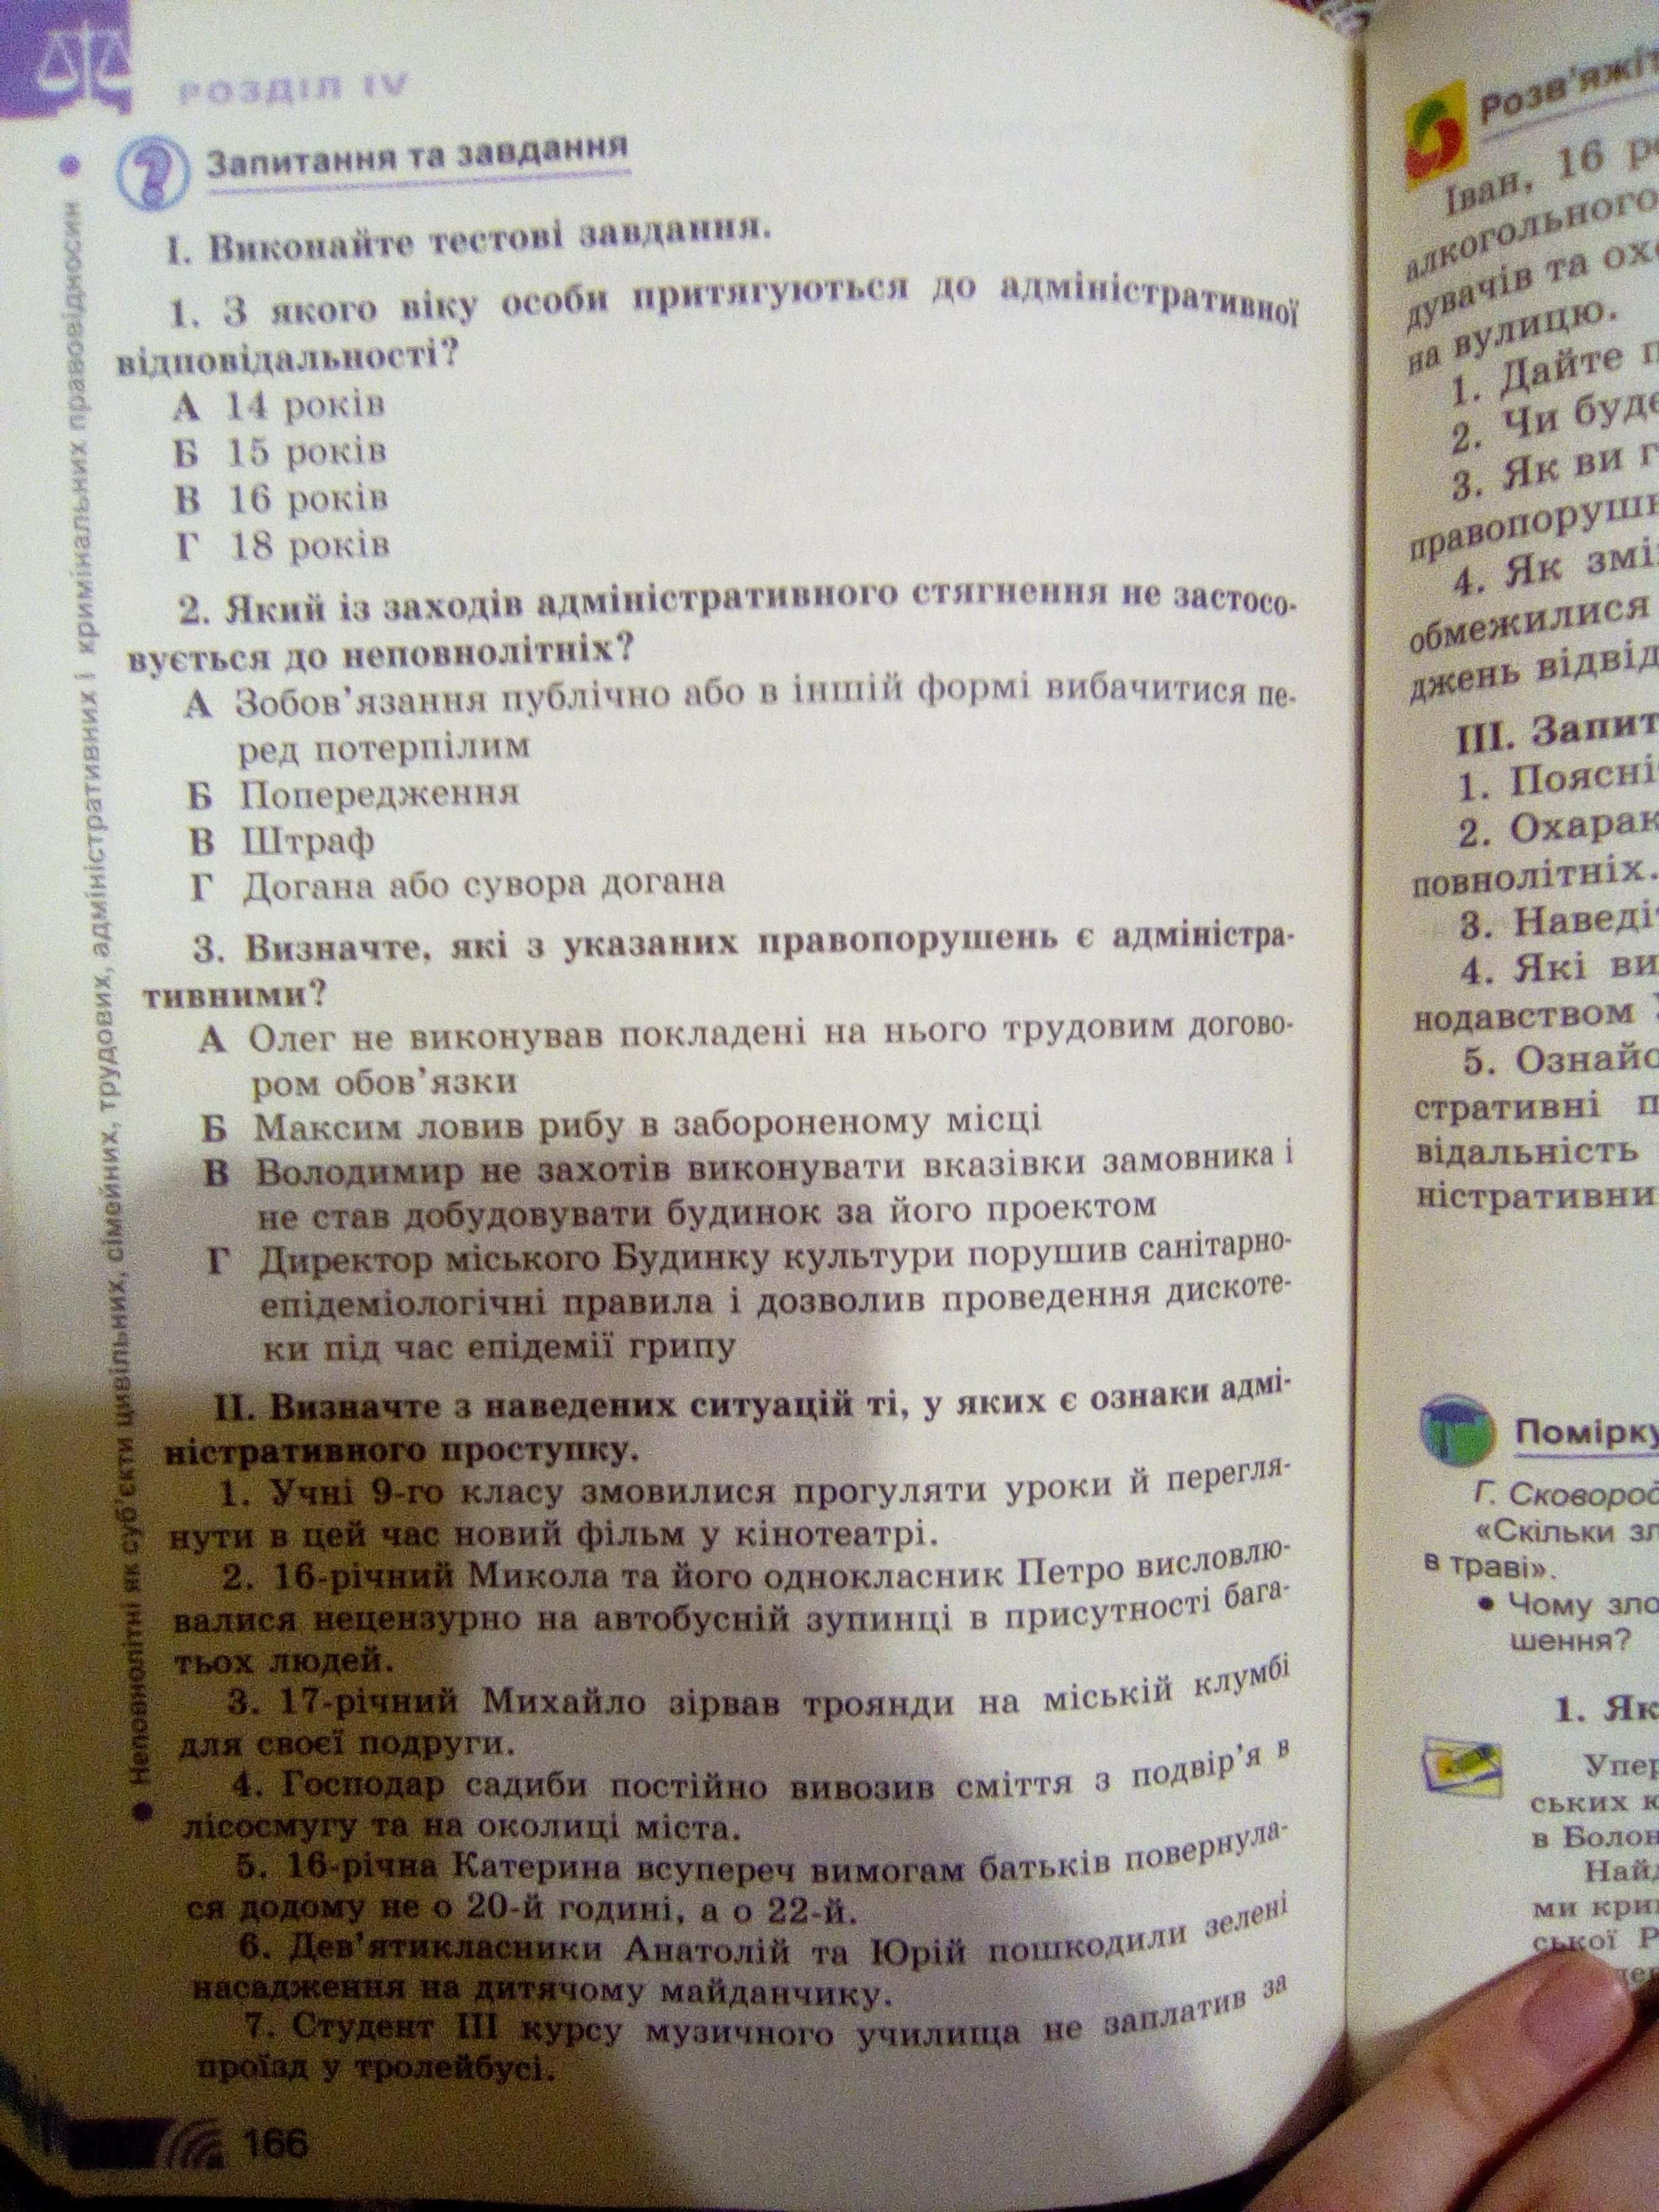 РОЗДІЛ IV
Запитання та завдання
І. Виконайте тестові завдання.
1. З якого віку особи притягуються до адміністративної
відповідальності?
А 14 років
Б 15 років
В 16 років
Г 18 років
2. Який із заходів адміністративного стягнення не застосо-
вується до неповнолітніх?
А Зобов’язання публічно або в іншій формі вибачитися пе-
ред потерпілим
Б Попередження
В Штраф
Г Догана або сувора догана
3. Визначте, які з указаних правопорушень є адміністра-
тивними?
А Олег не виконував покладені на нього трудовим догово-
ром обов’язки
Б Максим ловив рибу в забороненому місці
В Володимир не захотів виконувати вказівки замовника і
не став добудовувати будинок за його проектом
Г Директор міського Будинку культури порушив санітарно-
епідеміологічні правила і дозволив проведення дискоте-
ки під час епідемії грипу
ІІ. Визначте з наведених ситуацій ті, у яких є ознаки адмі-
ністративного проступку.
1. Учні 9-го класу змовилися прогуляти уроки й перегля-
нути в цей час новий фільм у кінотеатрі.
2. 16-річний Микола та його однокласник Петро висловлю-
валися нецензурно на автобусній зупинці в присутності бага-
тьох людей.
3. 17-річний Михайло зірвав троянди на міській клумбі
для своєї подруги.
4. Господар садиби постійно вивозив сміття з подвір’я в
лісосмугу та на околиці міста.
5. 16-річна Катерина всупереч вимогам батьків повернула-
ся додому не о 20-й годині, а о 22-й.
6. Дев’ятикласники Анатолій та Юрій пошкодили зелені
насадження на дитячому майданчику.
7. Студент ІІІ курсу музичного училища не заплатив за
проїзд у тролейбусі.
166
• Неповнолітні як суб’єкти цивільних, сімейних, трудових, адміністративних і кримінальних правовідносин •
Розв’яжіт
Іван, 16 ро
алкогольного
дувачів та охо
на вулицю.
1. Дайте п
2. Чи буде
3. Як ви г
правопоруш
4. Як змі
обмежилися
джень відвід
ІІІ. Запит
1. Поясні
2. Охарак
повнолітніх.
3. Наведі
4. Які ви
нодавством
5. Ознайо
стративні п
відальність
ністративни
Помірку
Г. Сковород
«Скільки зл
в траві».
• Чому зло
шення?
1. Як
Упер
ських к
в Болон
Найд
ми кри
ської Р